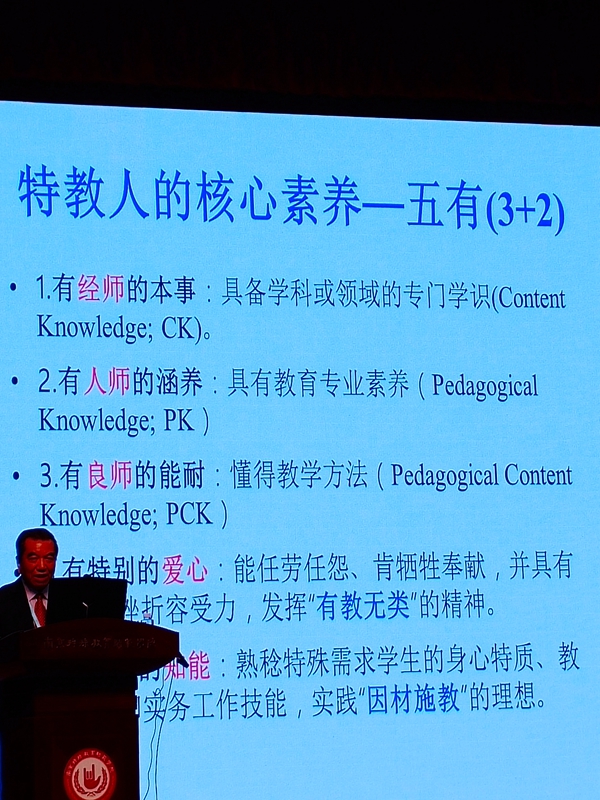 特教人的核心素养—五有(3+2)
• 1.有经师的本事：具备学科或领域的专门学识(Content
Knowledge; CK)。
• 2.有人师的涵养：具有教育专业素养（Pedagogical
Knowledge; PK）
• 3.有良师的能耐：懂得教学方法（Pedagogical Content
Knowledge; PCK）
有特别的爱心：能任劳任怨、肯牺牲奉献，并具有
挫折容受力，发挥“有教无类”的精神。
的知能：熟稔特殊需求学生的身心特质、教
实务工作技能，实践“因材施教”的理想。